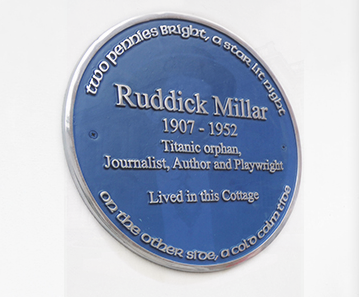 two pennies bright, a star lit night
Ruddick Millar
1907 - 1952
Titanic orphan,
Journalist, Author and Playwright
Lived in this Cottage
on the other side, a cold calm tide